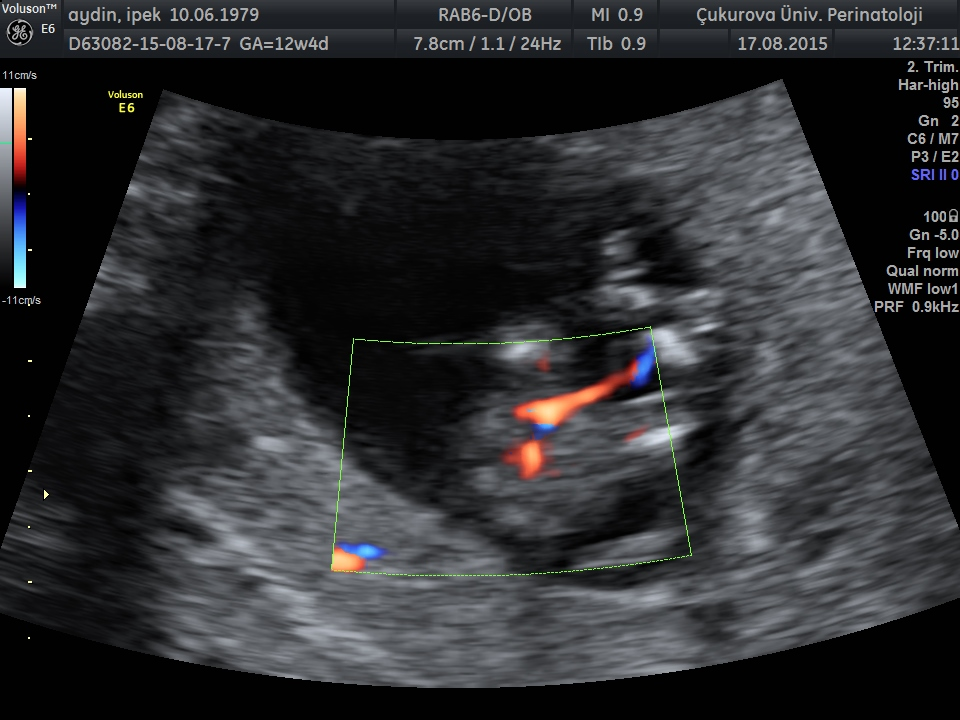 Voluson™
E6
aydin, ipek 10.06.1979
RAB6-D/OB
MI 0.9
Çukurova Üniv. Perinatoloji
D63082-15-08-17-7 GA=12w4d
7.8cm / 1.1 / 24Hz
TIb 0.9
17.08.2015
12:37:11
11cm/s
-11cm/s
Voluson
E6
2. Trim.
Har-high
95
Gn 2
C6 / M7
P3 / E2
SRI II 0
100
Gn -5.0
Frq low
Qual norm
WMF low1
PRF 0.9kHz